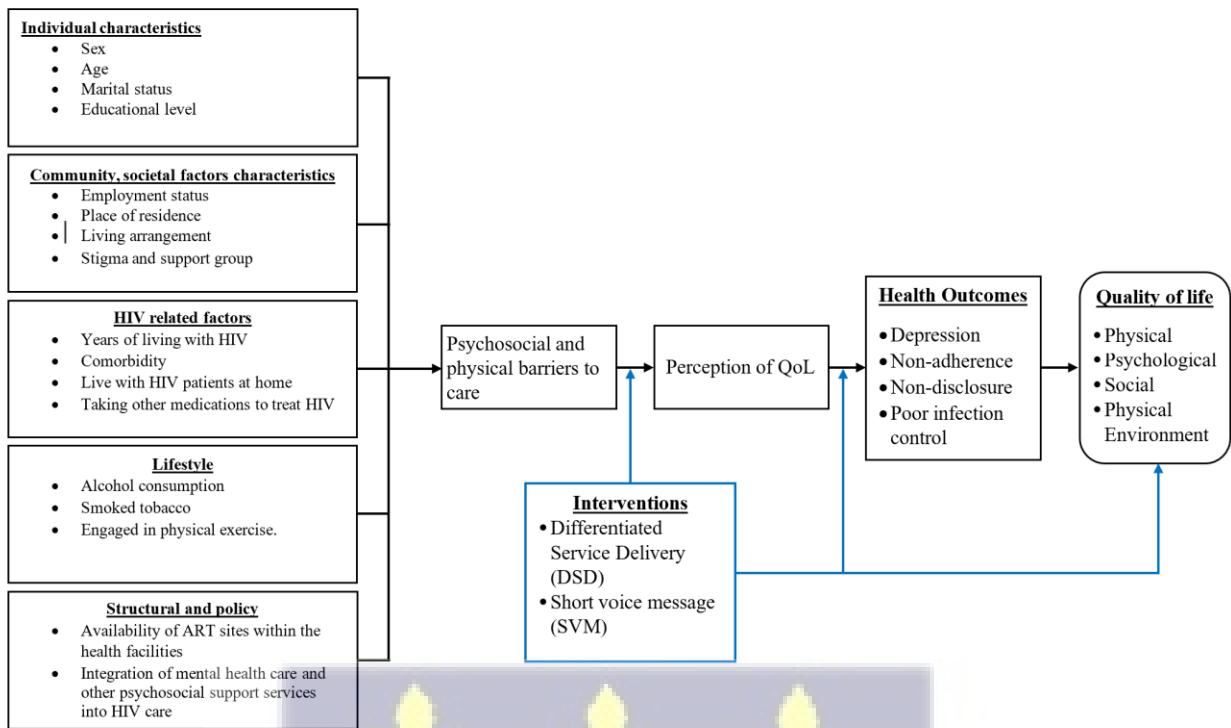 Individual characteristics
• Sex
• Age
• Marital status
• Educational level
Community, societal factors characteristics
• Employment status
• Place of residence
• Living arrangement
• Stigma and support group
HIV related factors
• Years of living with HIV
• Comorbidity
• Live with HIV patients at home
• Taking other medications to treat HIV
Lifestyle
• Alcohol consumption
• Smoked tobacco
• Engaged in physical exercise.
Structural and policy
• Availability of ART sites within the
health facilities
• Integration of mental health care and
other psychosocial support services
into HIV care
Psychosocial and
physical barriers to
care
Perception of QoL
Interventions
• Differentiated
Service Delivery
(DSD)
• Short voice message
(SVM)
Health Outcomes
• Depression
• Non-adherence
• Non-disclosure
• Poor infection
control
Quality of life
• Physical
• Psychological
• Social
• Physical
Environment